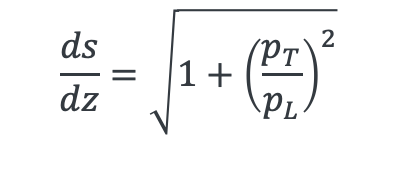 ds/dz = √(1 + (p_T/p_L)²)